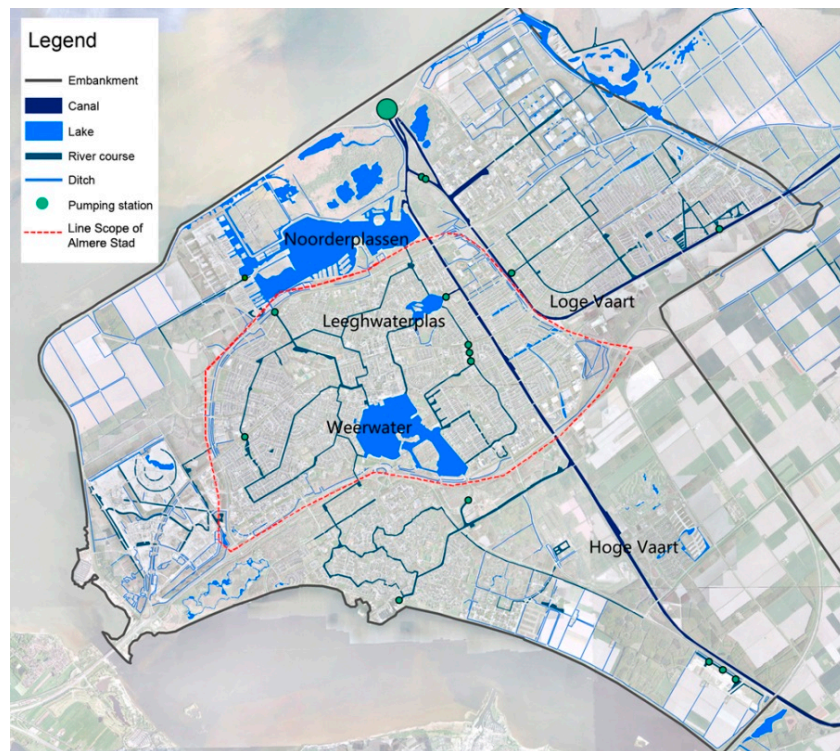 Legend
Embankment
Canal
Lake
River course
Ditch
Pumping station
Line Scope of
Almere Stad
Noorderplassen
Loge Vaart
Leeghwaterplas
Weerwater
Hoge Vaart